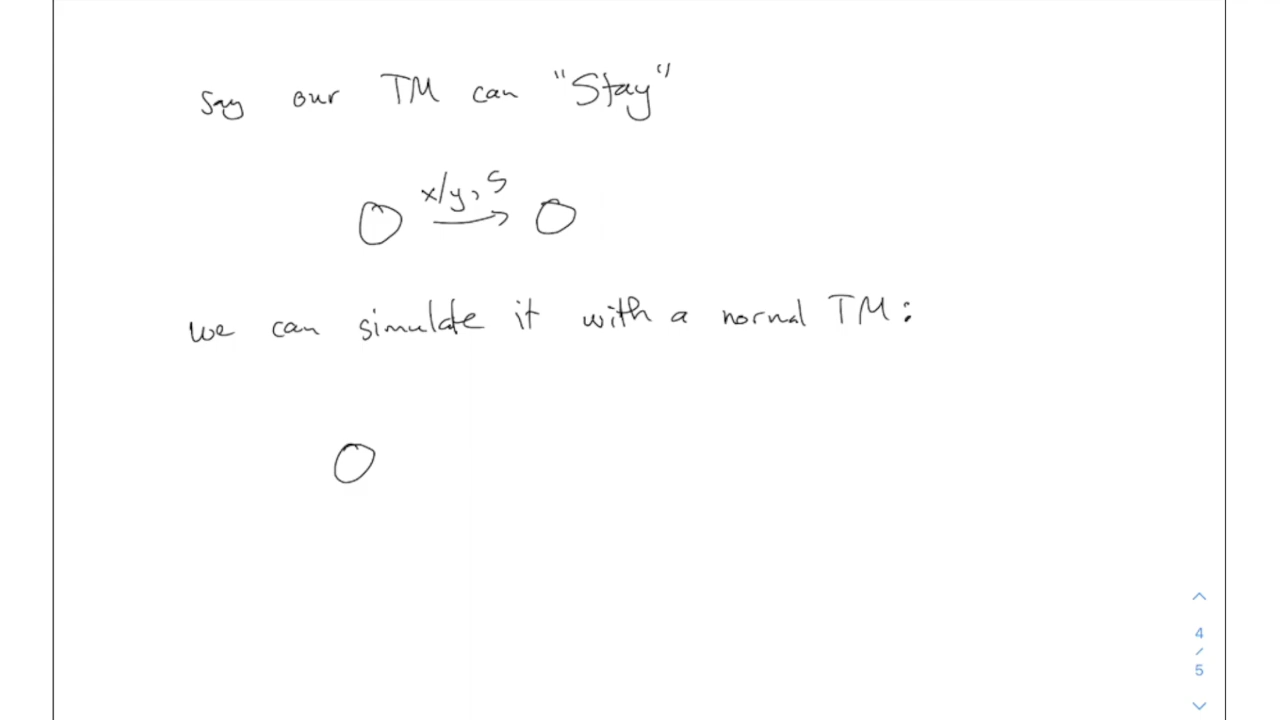 say our TM can "Stay"
x/y, S
we can simulate it with a normal TM:
4
/
5